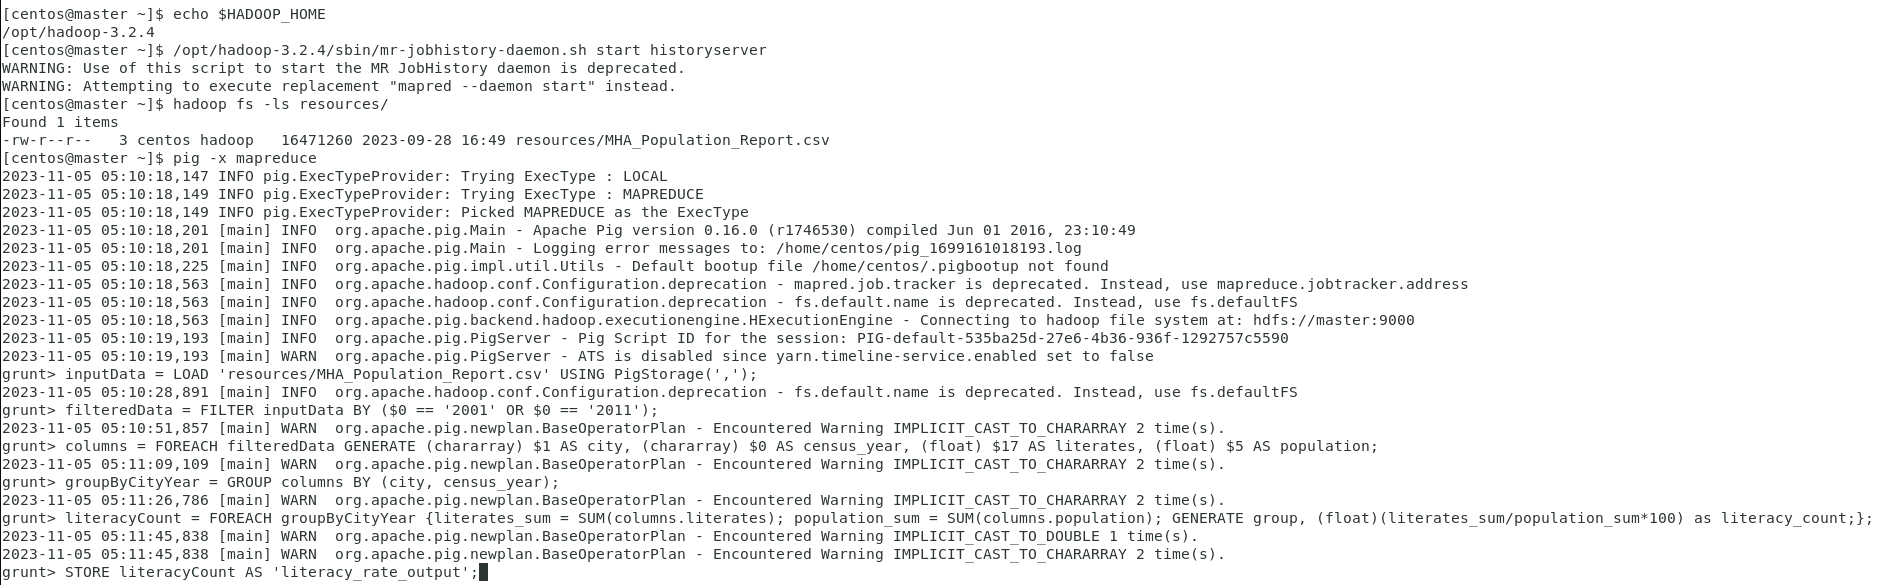 [centos@master ~]$ echo $HADOOP_HOME
/opt/hadoop-3.2.4
[centos@master ~]$ /opt/hadoop-3.2.4/sbin/mr-jobhistory-daemon.sh start historyserver
WARNING: Use of this script to start the MR JobHistory daemon is deprecated.
WARNING: Attempting to execute replacement "mapred --daemon start" instead.
[centos@master ~]$ hadoop fs -ls resources/
Found 1 items
-rw-r--r--   3 centos hadoop   16471260 2023-09-28 16:49 resources/MHA_Population_Report.csv
[centos@master ~]$ pig -x mapreduce
2023-11-05 05:10:18,147 INFO pig.ExecTypeProvider: Trying ExecType : LOCAL
2023-11-05 05:10:18,149 INFO pig.ExecTypeProvider: Trying ExecType : MAPREDUCE
2023-11-05 05:10:18,149 INFO pig.ExecTypeProvider: Picked MAPREDUCE as the ExecType
2023-11-05 05:10:18,201 [main] INFO  org.apache.pig.Main - Apache Pig version 0.16.0 (r1746530) compiled Jun 01 2016, 23:10:49
2023-11-05 05:10:18,201 [main] INFO  org.apache.pig.Main - Logging error messages to: /home/centos/pig_1699161018193.log
2023-11-05 05:10:18,225 [main] INFO  org.apache.pig.impl.util.Utils - Default bootup file /home/centos/.pigbootup not found
2023-11-05 05:10:18,563 [main] INFO  org.apache.hadoop.conf.Configuration.deprecation - mapred.job.tracker is deprecated. Instead, use mapreduce.jobtracker.address
2023-11-05 05:10:18,563 [main] INFO  org.apache.hadoop.conf.Configuration.deprecation - fs.default.name is deprecated. Instead, use fs.defaultFS
2023-11-05 05:10:18,563 [main] INFO  org.apache.pig.backend.hadoop.executionengine.HExecutionEngine - Connecting to hadoop file system at: hdfs://master:9000
2023-11-05 05:10:19,193 [main] INFO  org.apache.pig.PigServer - Pig Script ID for the session: PIG-default-535ba25d-27e6-4b36-936f-1292757c5590
2023-11-05 05:10:19,193 [main] WARN  org.apache.pig.PigServer - ATS is disabled since yarn.timeline-service.enabled set to false
grunt> inputData = LOAD 'resources/MHA_Population_Report.csv' USING PigStorage(',');
2023-11-05 05:10:28,891 [main] INFO  org.apache.hadoop.conf.Configuration.deprecation - fs.default.name is deprecated. Instead, use fs.defaultFS
grunt> filteredData = FILTER inputData BY ($0 == '2001' OR $0 == '2011');
2023-11-05 05:10:51,857 [main] WARN  org.apache.pig.newplan.BaseOperatorPlan - Encountered Warning IMPLICIT_CAST_TO_CHARARRAY 2 time(s).
grunt> columns = FOREACH filteredData GENERATE (chararray) $1 AS city, (chararray) $0 AS census_year, (float) $17 AS literates, (float) $5 AS population;
2023-11-05 05:11:09,109 [main] WARN  org.apache.pig.newplan.BaseOperatorPlan - Encountered Warning IMPLICIT_CAST_TO_CHARARRAY 2 time(s).
grunt> groupByCityYear = GROUP columns BY (city, census_year);
2023-11-05 05:11:26,786 [main] WARN  org.apache.pig.newplan.BaseOperatorPlan - Encountered Warning IMPLICIT_CAST_TO_CHARARRAY 2 time(s).
grunt> literacyCount = FOREACH groupByCityYear {literates_sum = SUM(columns.literates); population_sum = SUM(columns.population); GENERATE group, (float)(literates_sum/population_sum*100) as literacy_count;};
2023-11-05 05:11:45,838 [main] WARN  org.apache.pig.newplan.BaseOperatorPlan - Encountered Warning IMPLICIT_CAST_TO_DOUBLE 1 time(s).
2023-11-05 05:11:45,838 [main] WARN  org.apache.pig.newplan.BaseOperatorPlan - Encountered Warning IMPLICIT_CAST_TO_CHARARRAY 2 time(s).
grunt> STORE literacyCount AS 'literacy_rate_output';